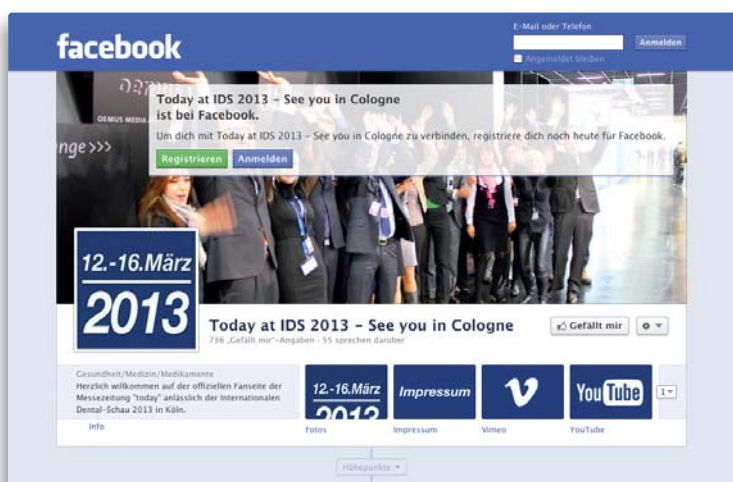 facebook
E-Mail oder Telefon
Anmelden
Angemeldet bleiben
OEMUS MEDIA
nge >>>
Today at IDS 2013 – See you in Cologne
ist bei Facebook.
Um dich mit Today at IDS 2013 – See you in Cologne zu verbinden, registriere dich noch heute für Facebook.
Registrieren
Anmelden
12.-16.März
2013
Today at IDS 2013 – See you in Cologne
736 „Gefällt mir“-Angaben · 55 sprechen darüber
Gefällt mir
Gesundheit/Medizin/Medikamente
Herzlich willkommen auf der offiziellen Fanseite der
Messezeitung "today" anlässlich der Internationalen
Dental-Schau 2013 in Köln.
Info
12.-16.März
2013
Fotos
Impressum
Impressum
Vimeo
YouTube
YouTube
1
Höhepunkte